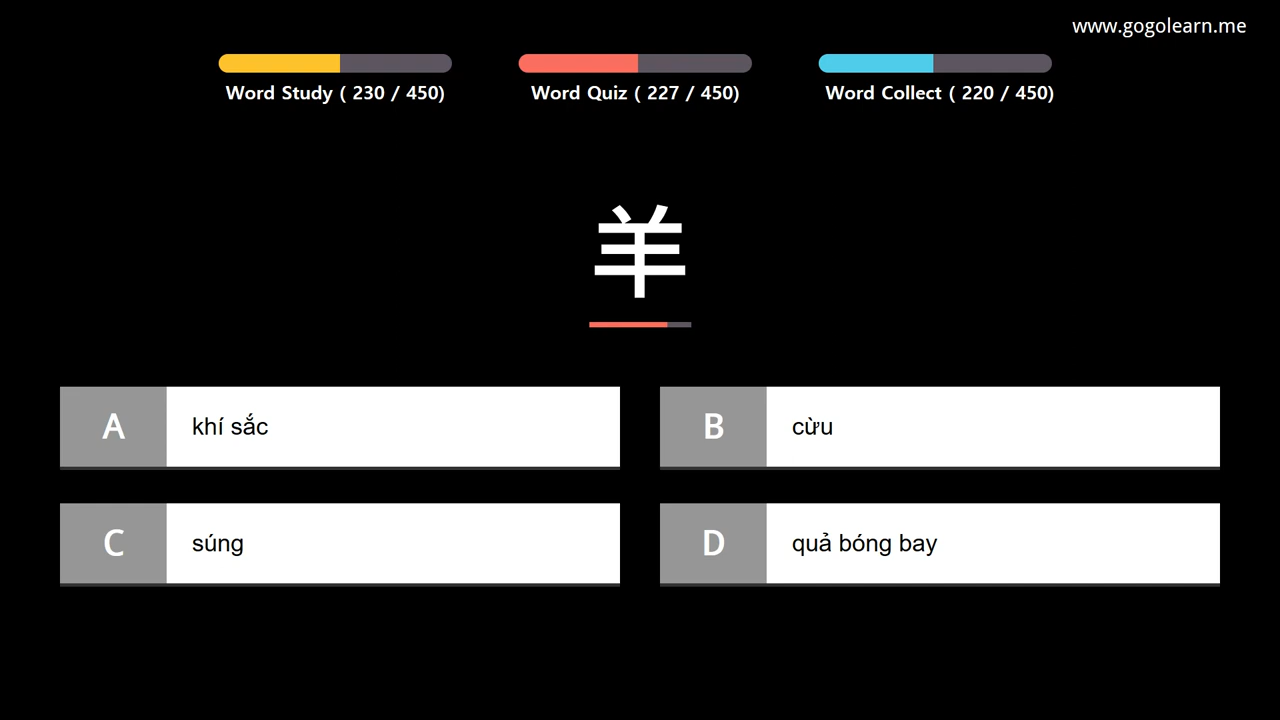 www.gogolearn.me
Word Study ( 230 / 450)
Word Quiz ( 227 / 450)
Word Collect ( 220 / 450)
羊
A khí sắc
B cừu
C súng
D quả bóng bay